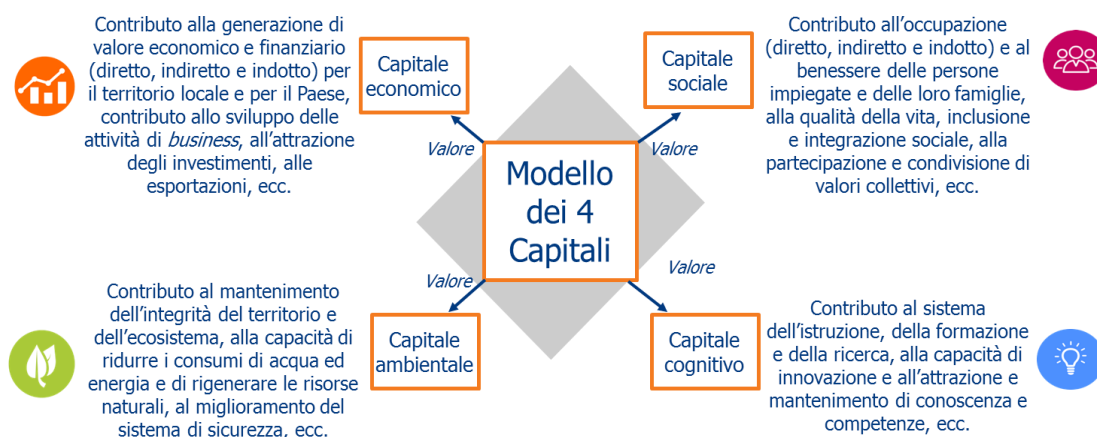 Contributo alla generazione di
valore economico e finanziario
(diretto, indiretto e indotto) per
il territorio locale e per il Paese,
contributo allo sviluppo delle
attività di business, all'attrazione
degli investimenti, alle
esportazioni, ecc.
Capitale
economico
Valore
Capitale
sociale
Valore
Contributo all'occupazione
(diretto, indiretto e indotto) e al
benessere delle persone
impiegate e delle loro famiglie,
alla qualità della vita, inclusione
e integrazione sociale, alla
partecipazione e condivisione di
valori collettivi, ecc.
Modello
dei 4
Capitali
Contributo al mantenimento
dell'integrità del territorio e
dell'ecosistema, alla capacità di
ridurre i consumi di acqua ed
energia e di rigenerare le risorse
naturali, al miglioramento del
sistema di sicurezza, ecc.
Valore
Capitale
ambientale
Valore
Capitale
cognitivo
Contributo al sistema
dell'istruzione, della formazione
e della ricerca, alla capacità di
innovazione e all'attrazione e
mantenimento di conoscenza e
competenze, ecc.